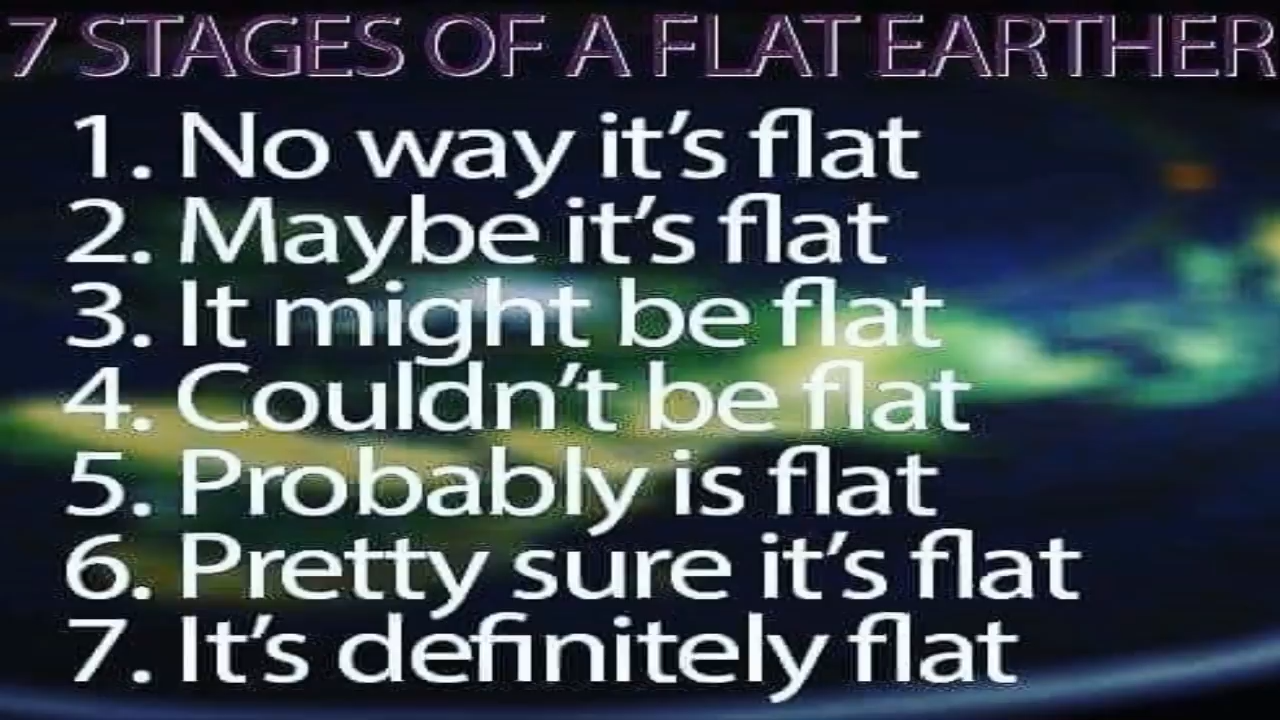 7 STAGES OF A FLAT EARTHER
1. No way it’s flat
2. Maybe it’s flat
3. It might be flat
4. Couldn’t be flat
5. Probably is flat
6. Pretty sure it’s flat
7. It’s definitely flat